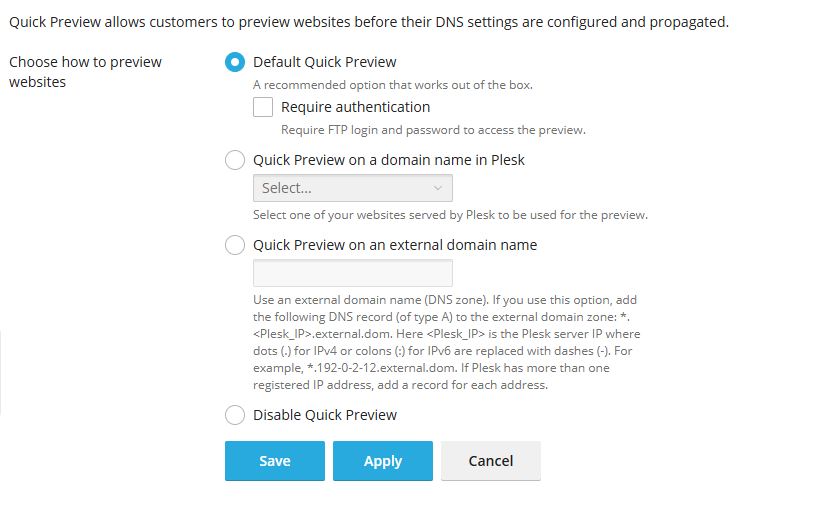 Quick Preview allows customers to preview websites before their DNS settings are configured and propagated.
Choose how to preview
websites
Default Quick Preview
A recommended option that works out of the box.
Require authentication
Require FTP login and password to access the preview.
Quick Preview on a domain name in Plesk
Select...
Select one of your websites served by Plesk to be used for the preview.
Quick Preview on an external domain name
Use an external domain name (DNS zone). If you use this option, add
the following DNS record (of type A) to the external domain zone: *.
<Plesk_IP>.external.dom. Here <Plesk_IP> is the Plesk server IP where
dots (.) for IPv4 or colons (:) for IPv6 are replaced with dashes (-). For
example, *.192-0-2-12.external.dom. If Plesk has more than one
registered IP address, add a record for each address.
Disable Quick Preview
Save Apply Cancel